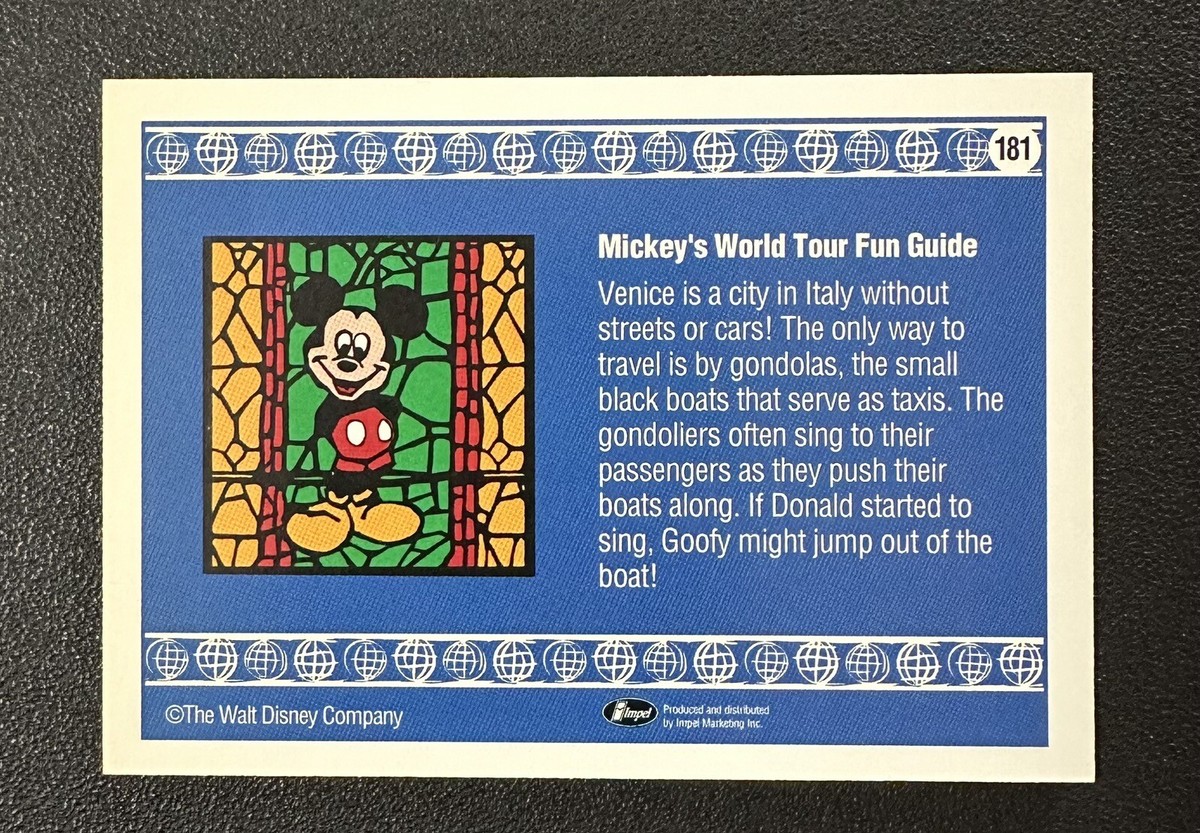 181
Mickey's World Tour Fun Guide
Venice is a city in Italy without
streets or cars! The only way to
travel is by gondolas, the small
black boats that serve as taxis. The
gondoliers often sing to their
passengers as they push their
boats along. If Donald started to
sing, Goofy might jump out of the
boat!
©The Walt Disney Company
Impel
Produced and distributed
by Impel Marketing Inc.